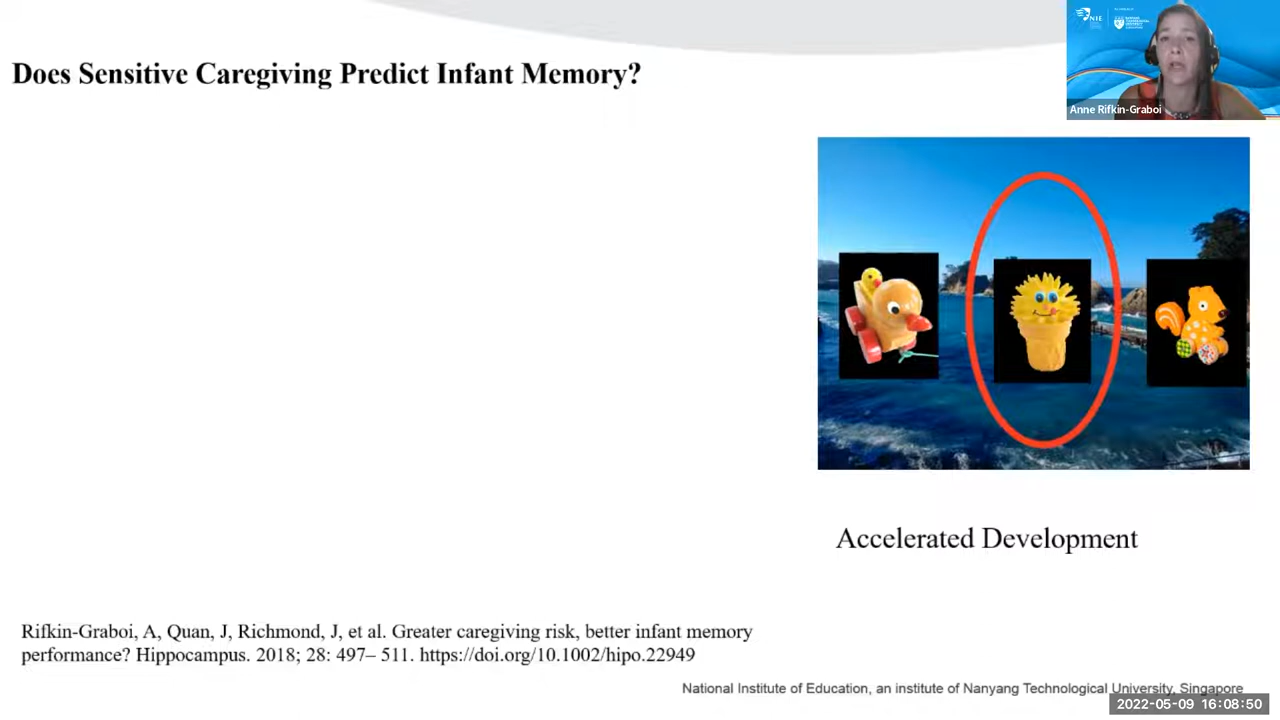 Does Sensitive Caregiving Predict Infant Memory?
NIE
Anne Rifkin-Graboi
Accelerated Development
Rifkin-Graboi, A, Quan, J, Richmond, J, et al. Greater caregiving risk, better infant memory
performance? Hippocampus. 2018; 28: 497– 511. https://doi.org/10.1002/hipo.22949
National Institute of Education, an institute of Nanyang Technological University, Singapore
2022-05-09 16:08:50